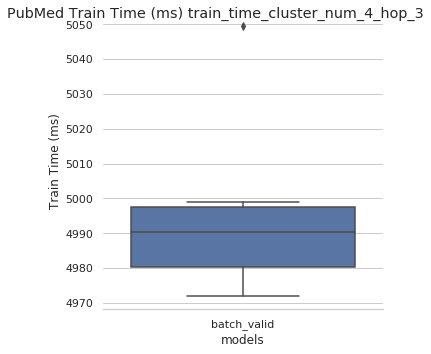 PubMed Train Time (ms) train_time_cluster_num_4_hop_3
5050
5040
5030
5020
5010
5000
4990
4980
4970
Train Time (ms)
batch_valid
models